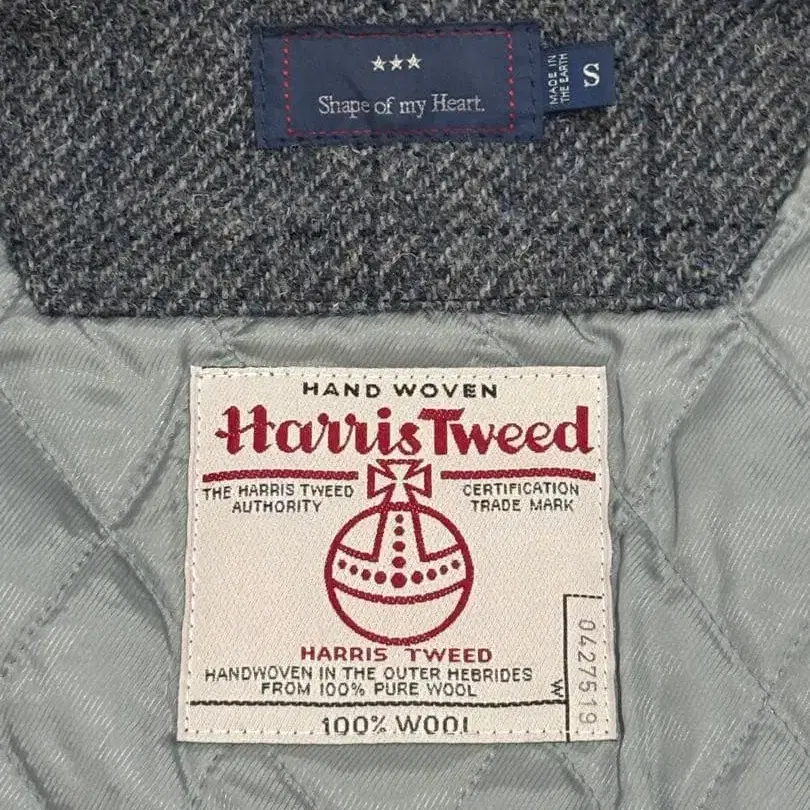 ★★★
Shape of my Heart.
MADE IN
THE EARTH
S
HAND WOVEN
Harris Tweed
THE HARRIS TWEED
AUTHORITY
CERTIFICATION
TRADE MARK
HARRIS TWEED
HANDWOVEN IN THE OUTER HEBRIDES
FROM 100% PURE WOOL
W
0427519
100% WOOL